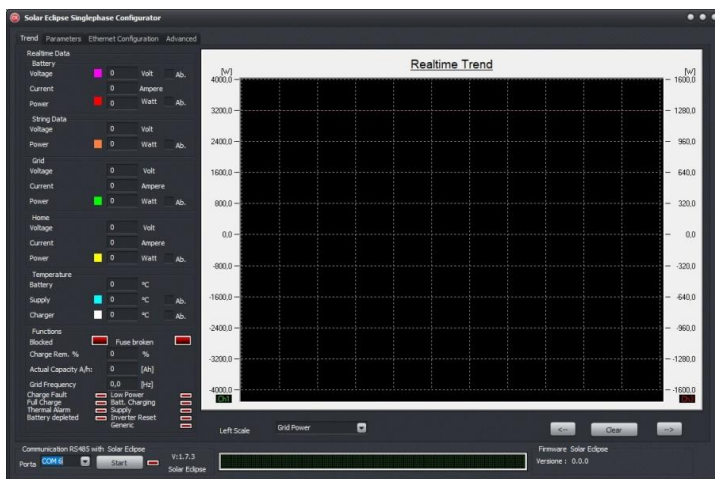 Solar Eclipse Singlephase Configurator
Trend Parameters Ethernet Configuration Advanced
Realtime Data
Battery
Voltage 0 Volt Ab.
Current 0 Ampere
Power 0 Watt Ab.
String Data
Voltage 0 Volt
Power 0 Watt Ab.
Grid
Voltage 0 Volt
Current 0 Ampere
Power 0 Watt Ab.
Home
Voltage 0 Volt
Current 0 Ampere
Power 0 Watt Ab.
Temperature
Battery 0 °C
Supply 0 °C Ab.
Charger 0 °C Ab.
Functions
Blocked Fuse broken
Charge Rem. % 0 %
Actual Capacity A/h: 0 [Ah]
Grid Frequency 0,0 [Hz]
Charge Fault Low Power
Full Charge Batt. Charging
Thermal Alarm Supply
Battery depleted Inverter Reset
Generic
Realtime Trend
[W] [W]
4000,0 1600,0
3200,0 1280,0
2400,0 960,0
1600,0 640,0
800,0 320,0
0,0 0,0
-800,0 -320,0
-1600,0 -640,0
-2400,0 -960,0
-3200,0 -1280,0
-4000,0 -1600,0
Ch1
Left Scale Grid Power <-- Clear -->
Communication RS485 with Solar Eclipse
Porta COM 6 Start
V:1.7.3
Solar Eclipse
Firmware Solar Eclipse
Versione : 0.0.0